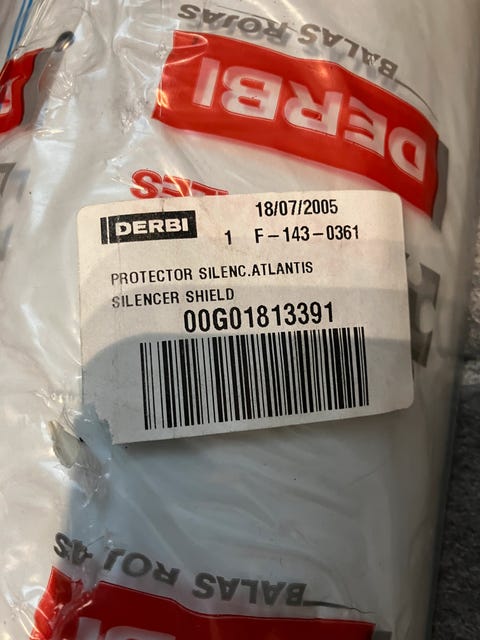 BALAS ROJAS
DERBI
DERBI
18/07/2005
1 F-143-0361
PROTECTOR SILENC.ATLANTIS
SILENCER SHIELD
00G01813391
BALAS ROJAS